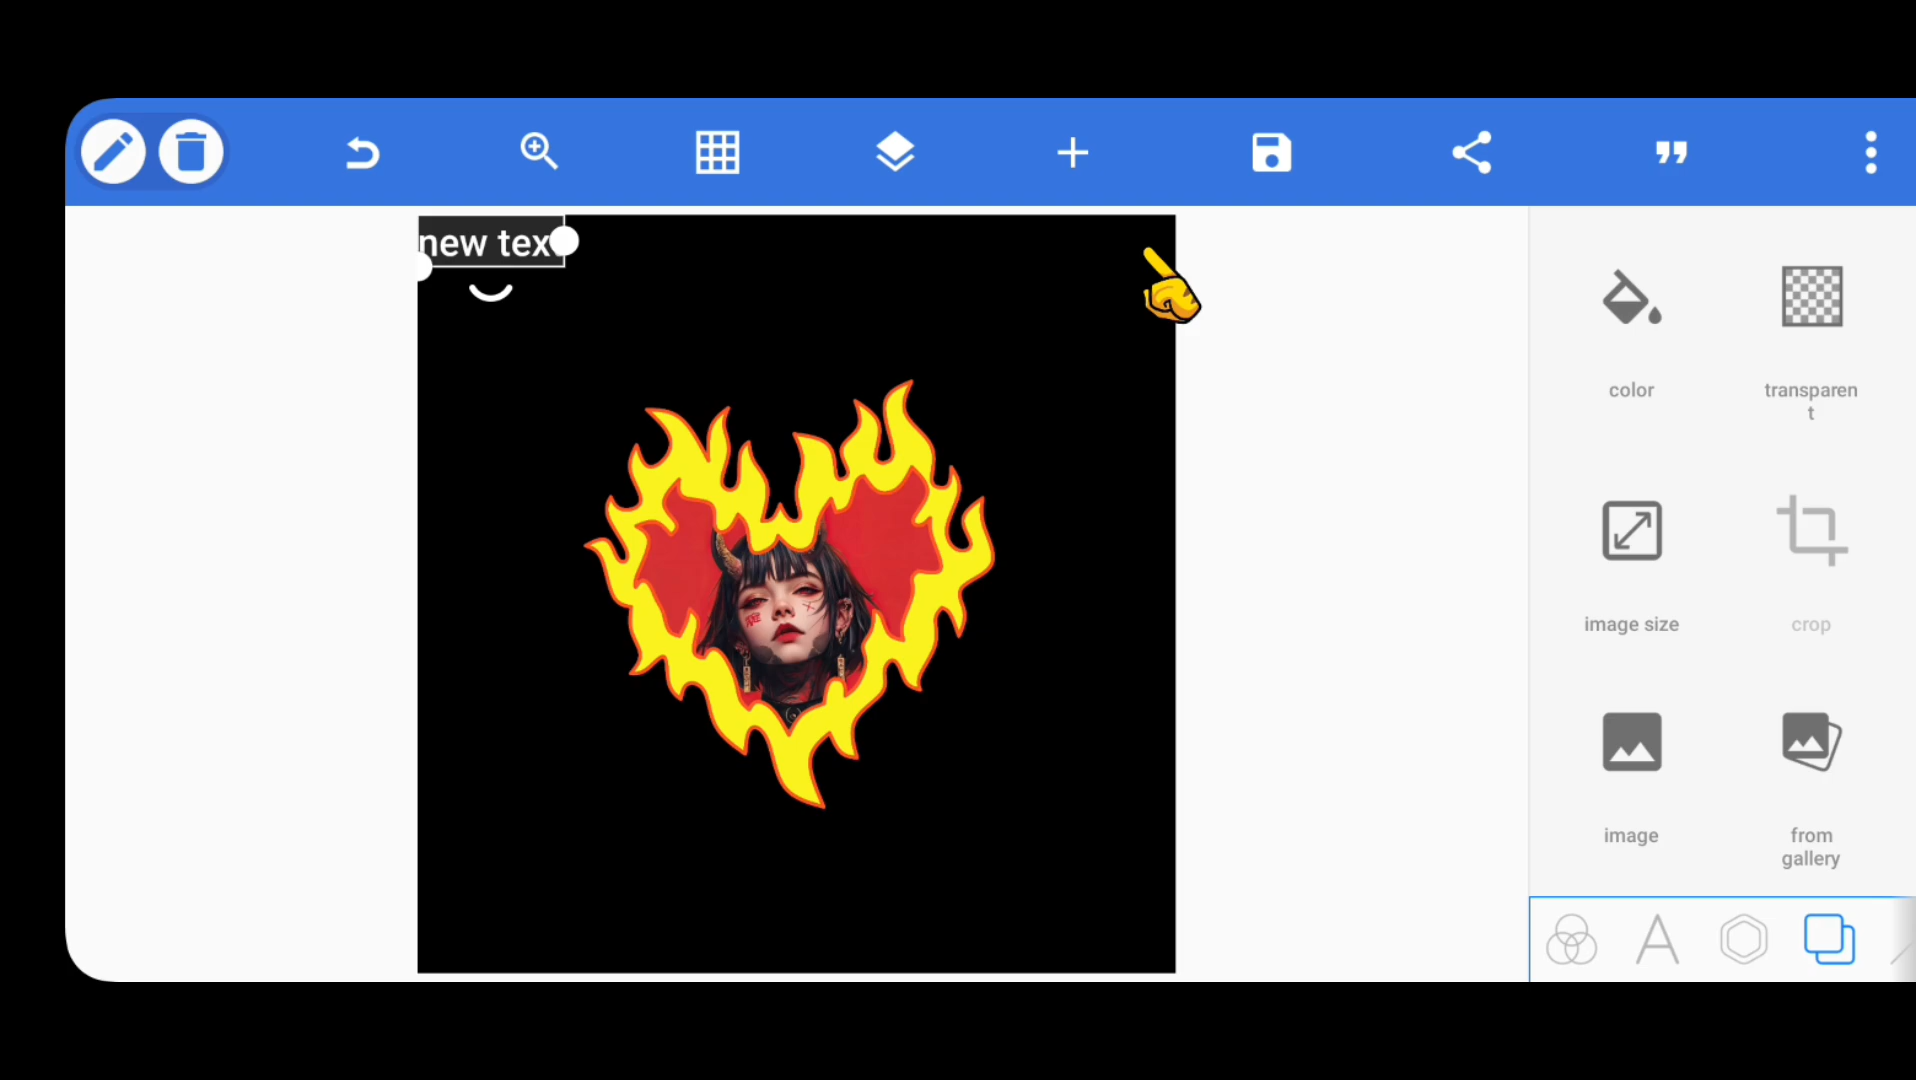 new tex
color
transparen
t
image size
crop
image
from
gallery